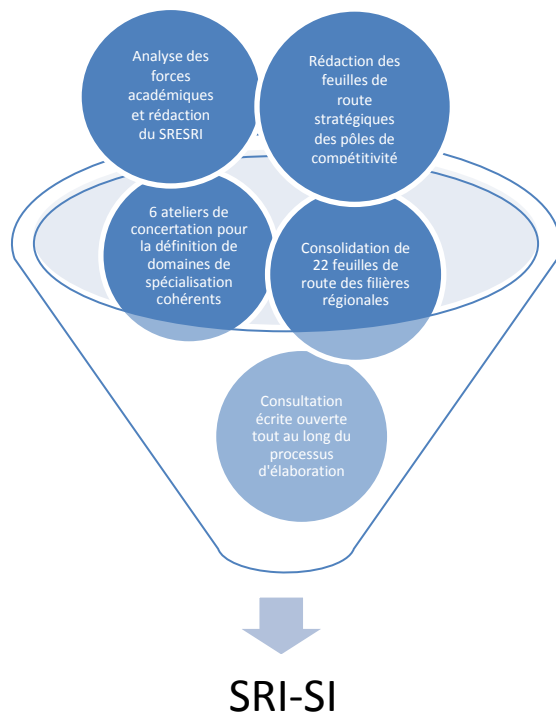 Analyse des
forces
académiques
et rédaction
du SRESRI
Rédaction des
feuilles de
route
stratégiques
des pôles de
compétitivité
6 ateliers de
concertation pour
la définition de
domaines de
spécialisation
cohérents
Consolidation de
22 feuilles de
route des filières
régionales
Consultation
écrite ouverte
tout au long du
processus
d'élaboration
SRI-SI